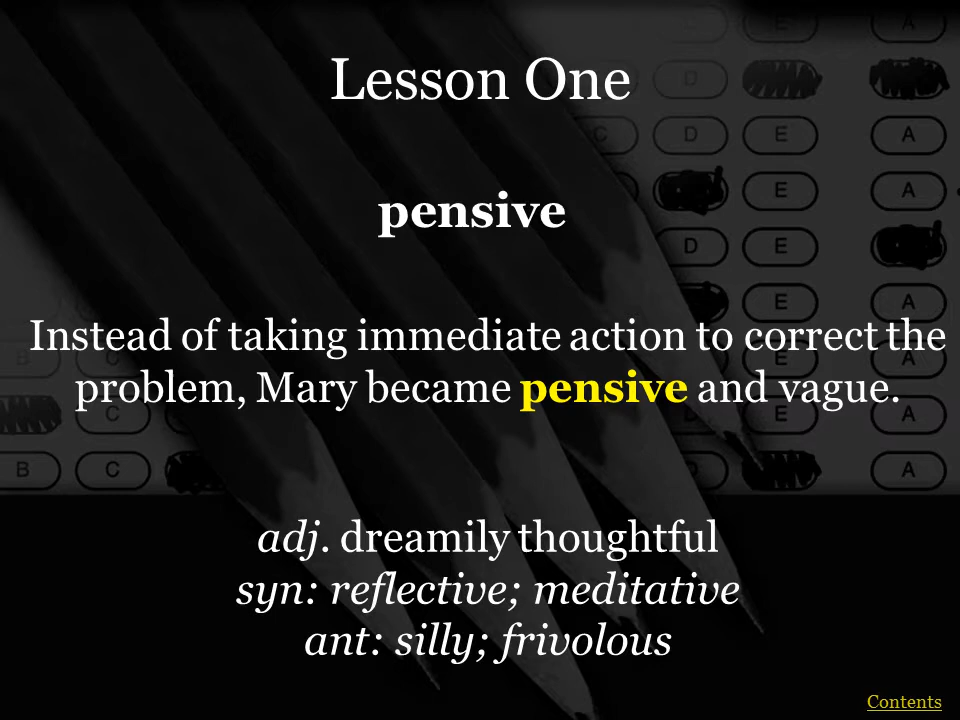 Lesson One
pensive
Instead of taking immediate action to correct the
problem, Mary became pensive and vague.
adj. dreamily thoughtful
syn: reflective; meditative
ant: silly; frivolous
Contents